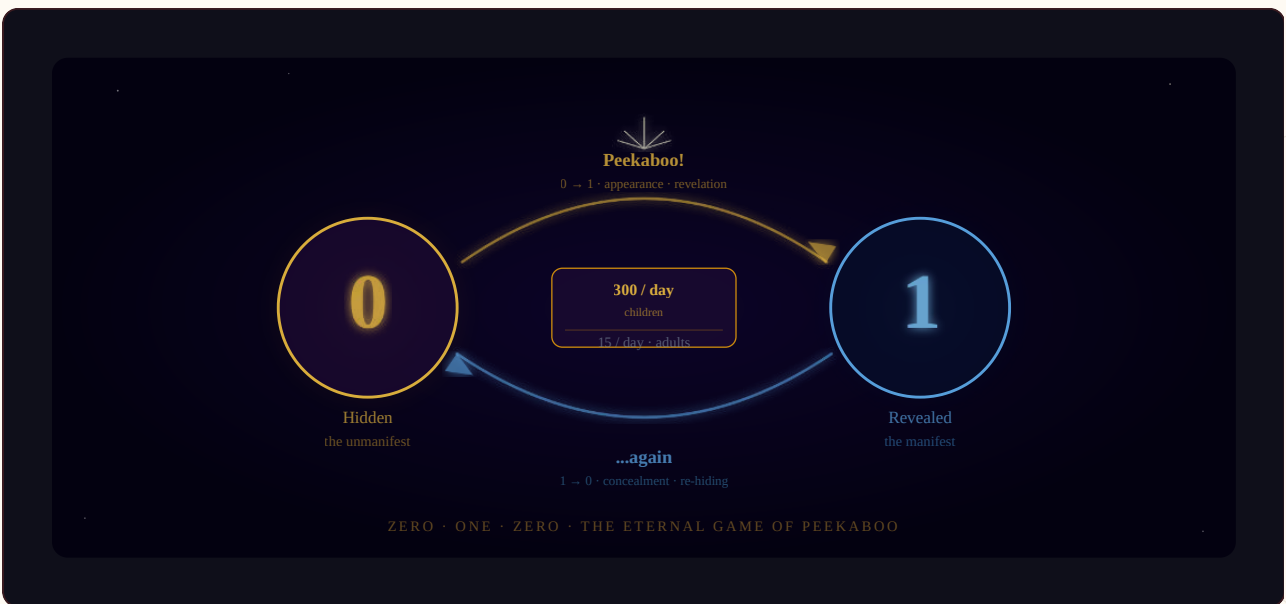 Peekaboo!
0 → 1 · appearance · revelation
0
1
300 / day
children
15 / day · adults
Hidden
the unmanifest
Revealed
the manifest
...again
1 → 0 · concealment · re-hiding
ZERO · ONE · ZERO · THE ETERNAL GAME OF PEEKABOO